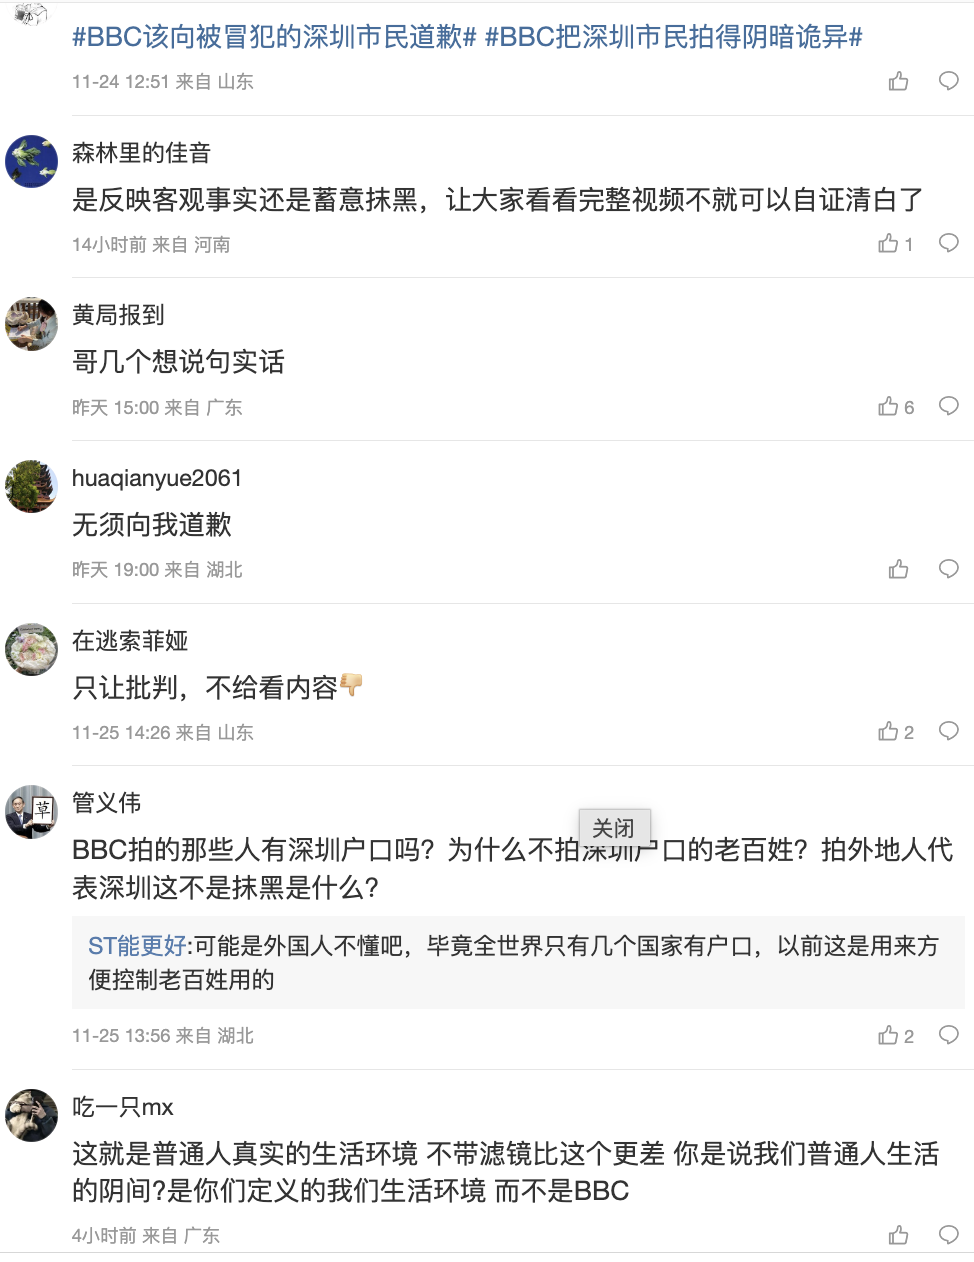 #BBC该向被冒犯的深圳市民道歉# #BBC把深圳市民拍得阴暗诡异#
11-24 12:51 来自 山东
森林里的佳音
是反映客观事实还是蓄意抹黑，让大家看看完整视频不就可以自证清白了
14小时前 来自 河南
1
黄局报到
哥几个想说句实话
昨天 15:00 来自 广东
6
huaqianyue2061
无须向我道歉
昨天 19:00 来自 湖北
在逃索菲娅
只让批判，不给看内容👎🏼
11-25 14:26 来自 山东
2
管义伟
草
关闭
BBC拍的那些人有深圳户口吗？为什么不拍深圳户口的老百姓？拍外地人代
表深圳这不是抹黑是什么？
ST能更好:可能是外国人不懂吧，毕竟全世界只有几个国家有户口，以前这是用来方
便控制老百姓用的
11-25 13:56 来自 湖北
2
吃一只mx
这就是普通人真实的生活环境 不带滤镜比这个更差 你是说我们普通人生活
的阴间?是你们定义的我们生活环境 而不是BBC
4小时前 来自 广东